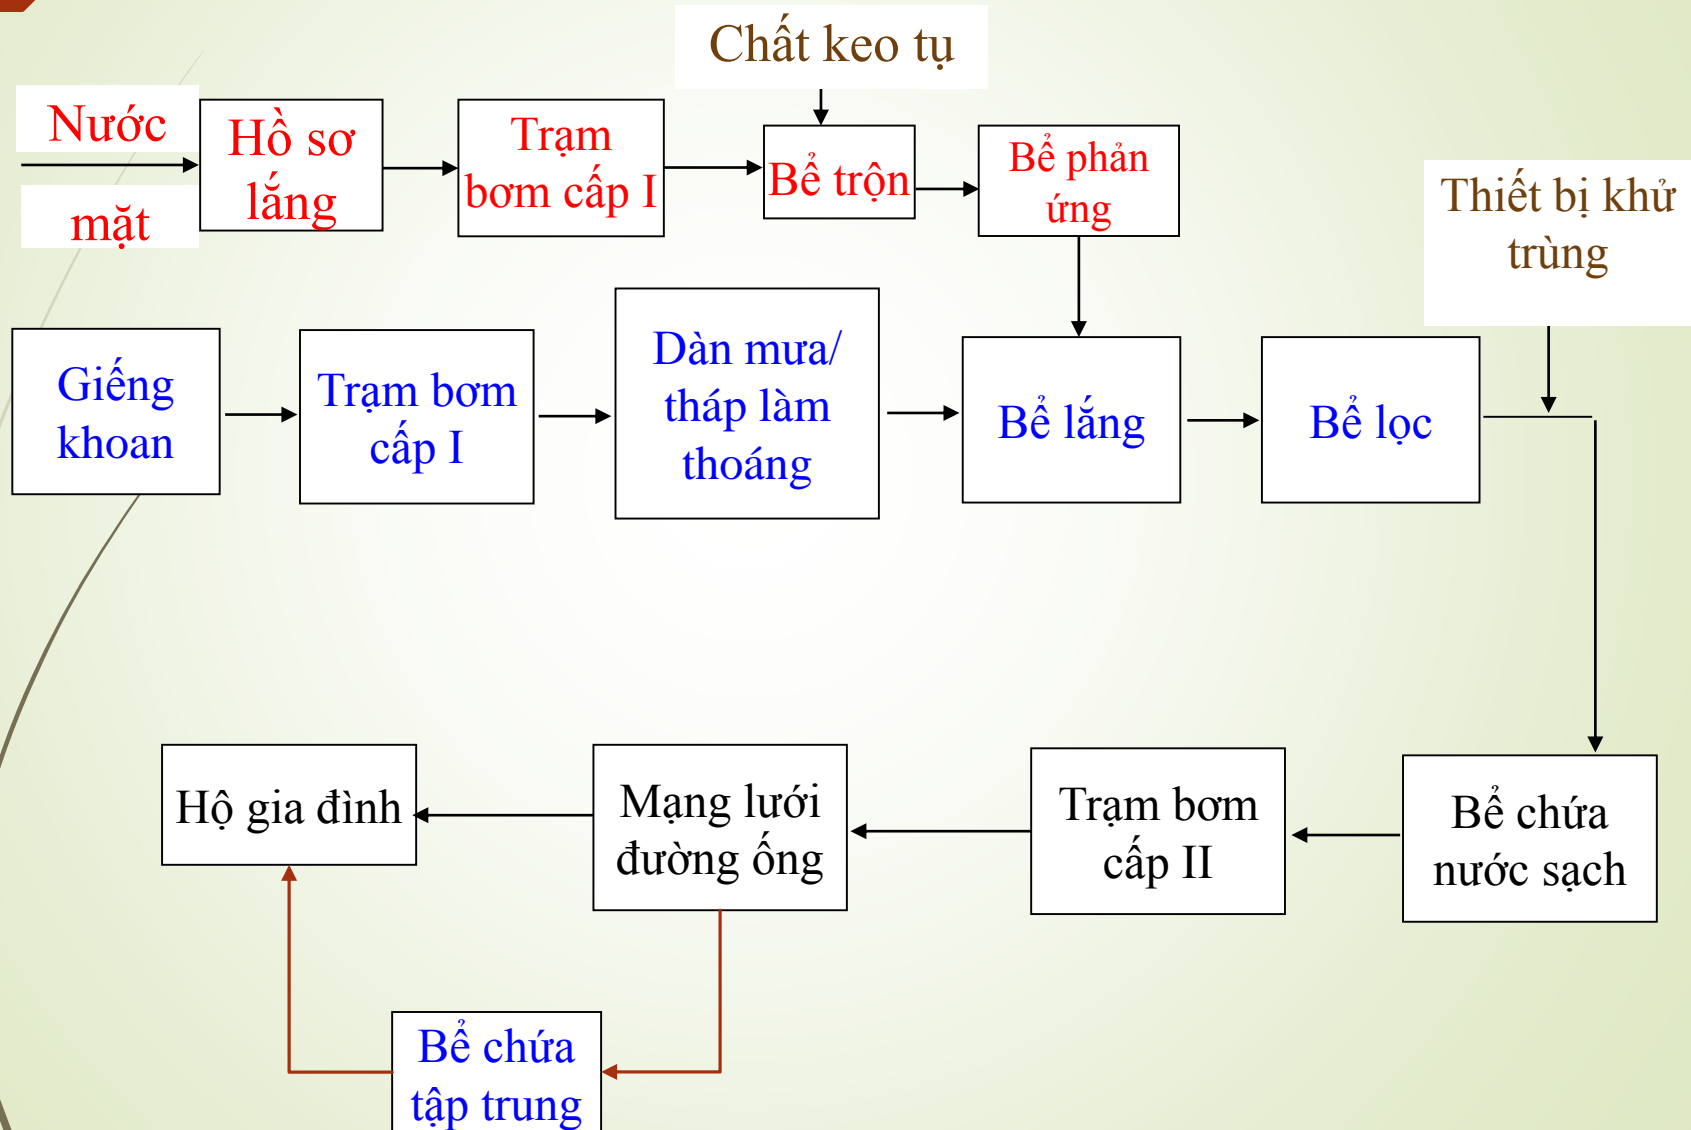 Chất keo tụ
Nước
mặt
Hồ sơ
lắng
Trạm
bơm cấp I
Bể trộn
Bể phản
ứng
Thiết bị khử
trùng
Giếng
khoan
Trạm bơm
cấp I
Dàn mưa/
tháp làm
thoáng
Bể lắng
Bể lọc
Hộ gia đình
Mạng lưới
đường ống
Trạm bơm
cấp II
Bể chứa
nước sạch
Bể chứa
tập trung